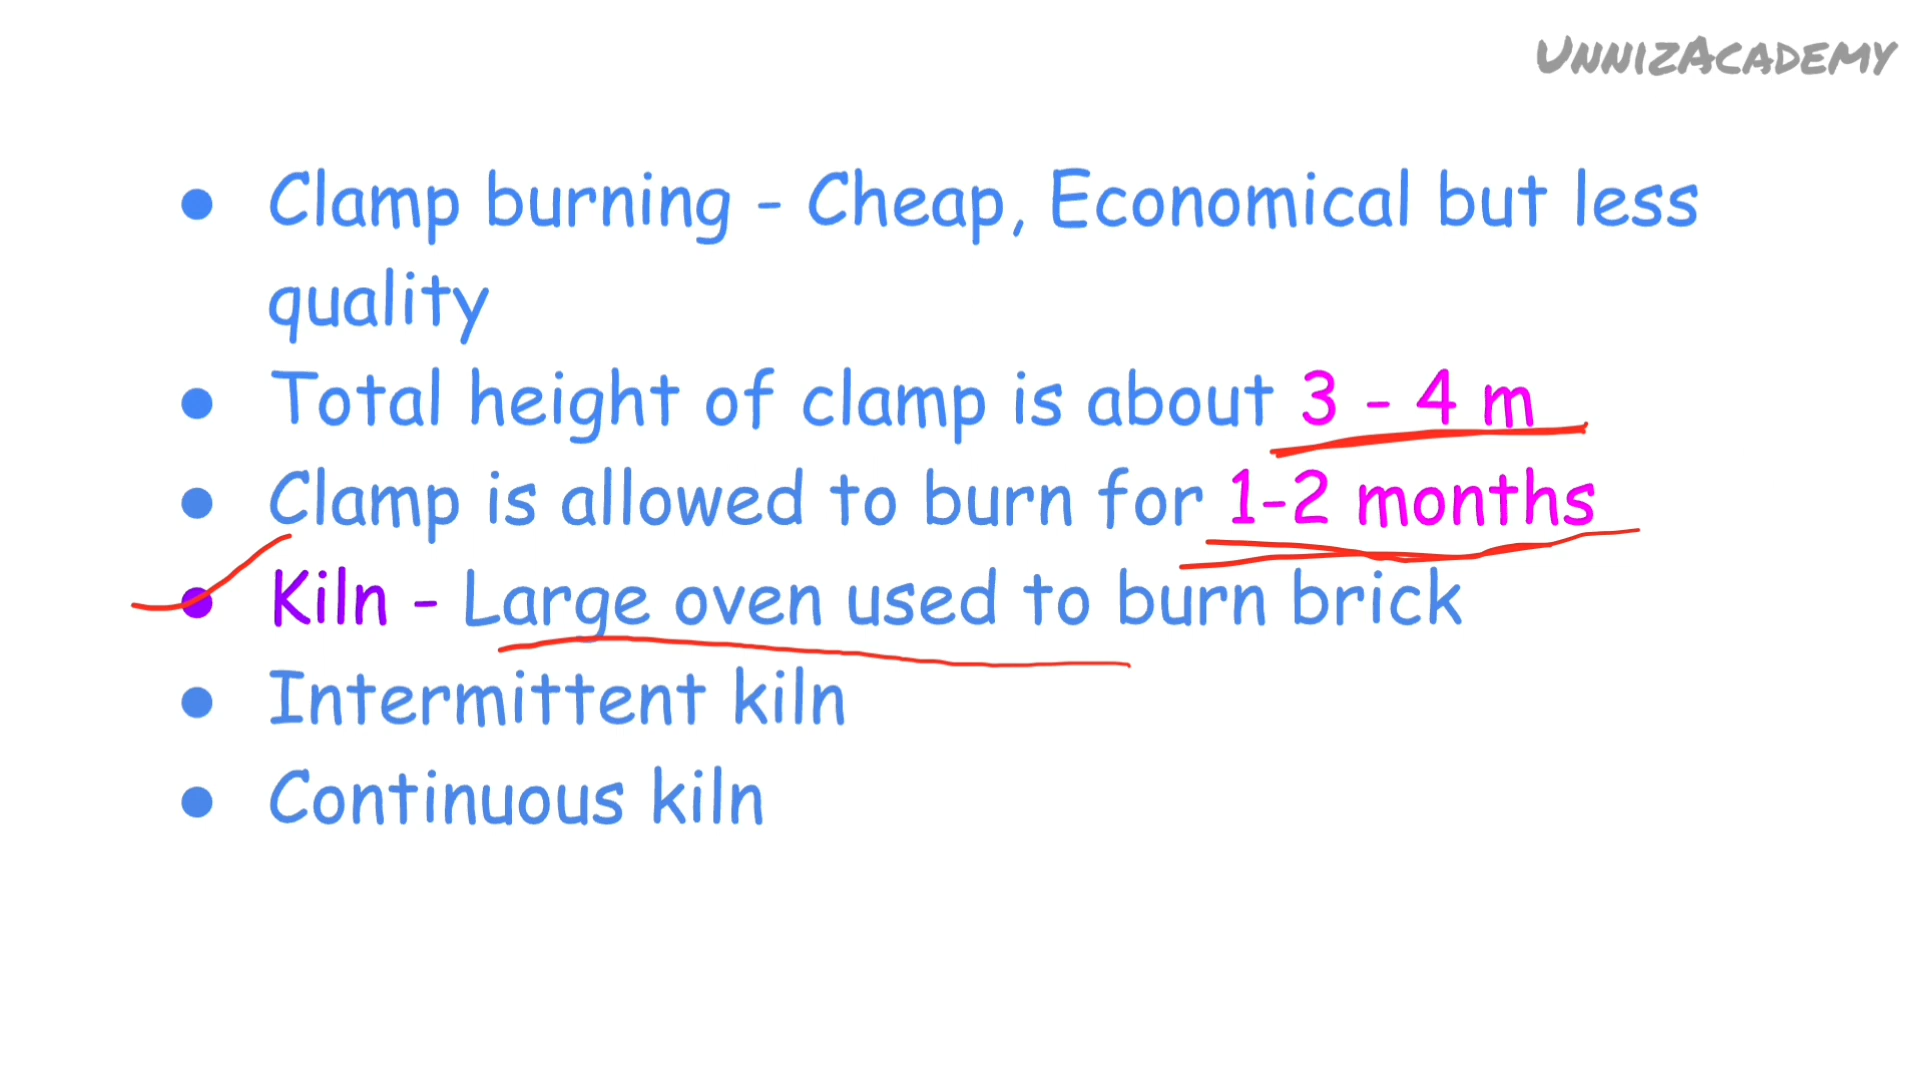 UnnizAcademy
● Clamp burning - Cheap, Economical but less
quality
● Total height of clamp is about 3 - 4 m
● Clamp is allowed to burn for 1-2 months
● Kiln - Large oven used to burn brick
● Intermittent kiln
● Continuous kiln